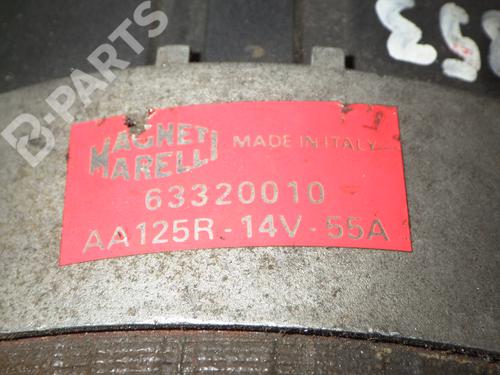 B-PARTS
MAGNETI
MARELLI
MADE IN ITALY
63320010
AA125R-14V-55A